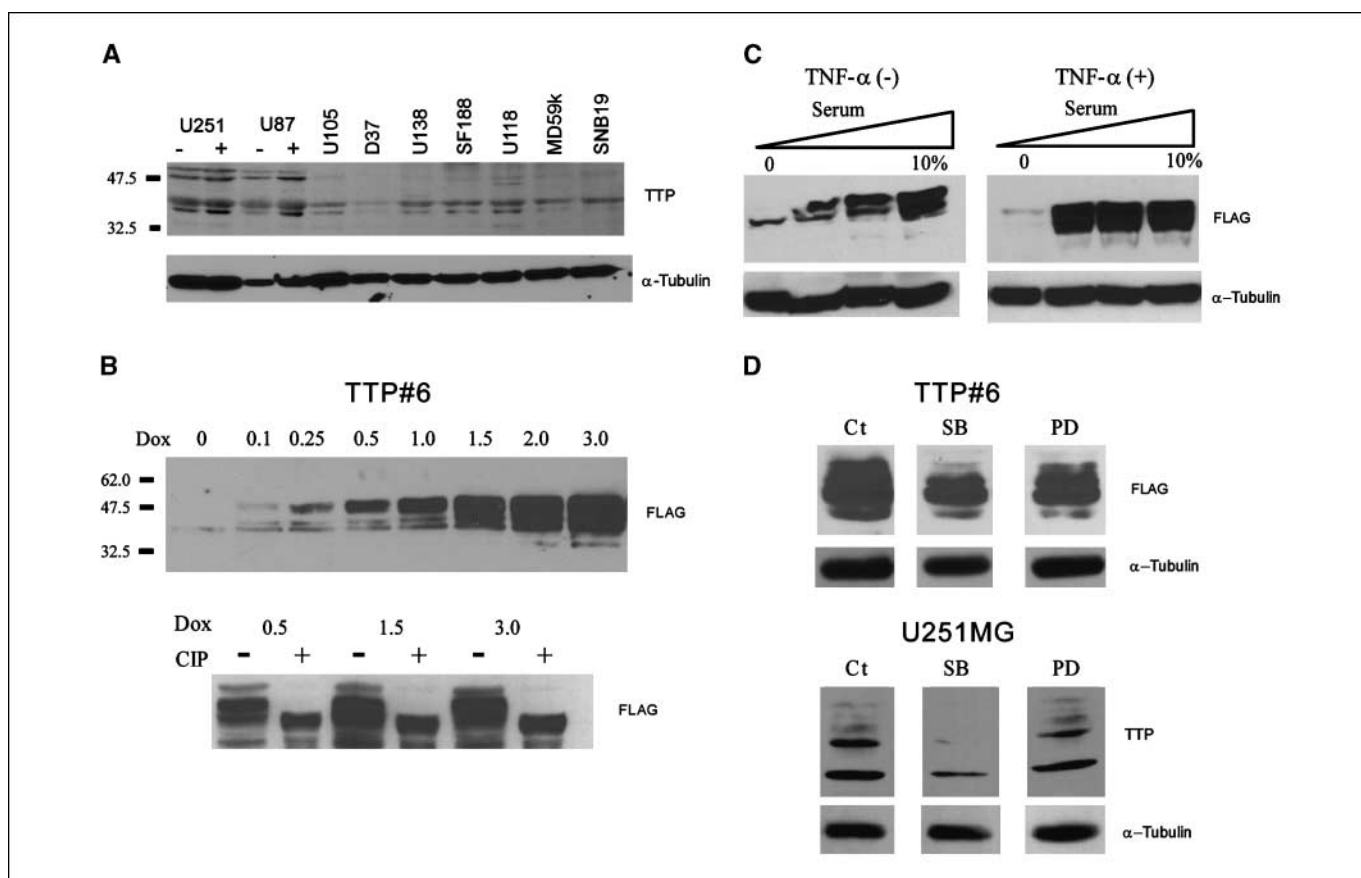 A
U251 U87 U105 D37 U138 SF188 U118 MD59k SNB19
- + - +
47.5
32.5
TTP
α-Tubulin
B
TTP#6
Dox 0 0.1 0.25 0.5 1.0 1.5 2.0 3.0
62.0
47.5
32.5
FLAG
Dox 0.5 1.5 3.0
CIP - + - + - +
FLAG
C
TNF-α (-) TNF-α (+)
Serum Serum
0 10% 0 10%
FLAG
α-Tubulin
D
TTP#6
Ct SB PD
FLAG
α-Tubulin
U251MG
Ct SB PD
TTP
α-Tubulin